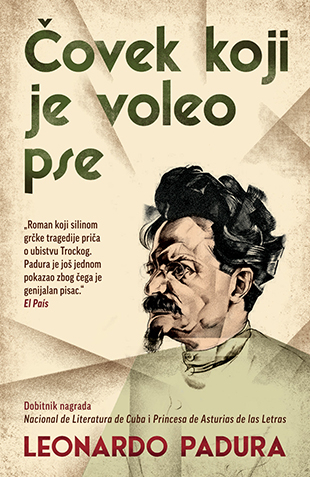 Čovek koji
je voleo
pse
„Roman koji silinom
grčke tragedije priča
o ubistvu Trockog.
Padura je još jednom
pokazao zbog čega je
genijalan pisac.“
El País
Dobitnik nagrada
Nacional de Literatura de Cuba i Princesa de Asturias de las Letras
LEONARDO PADURA